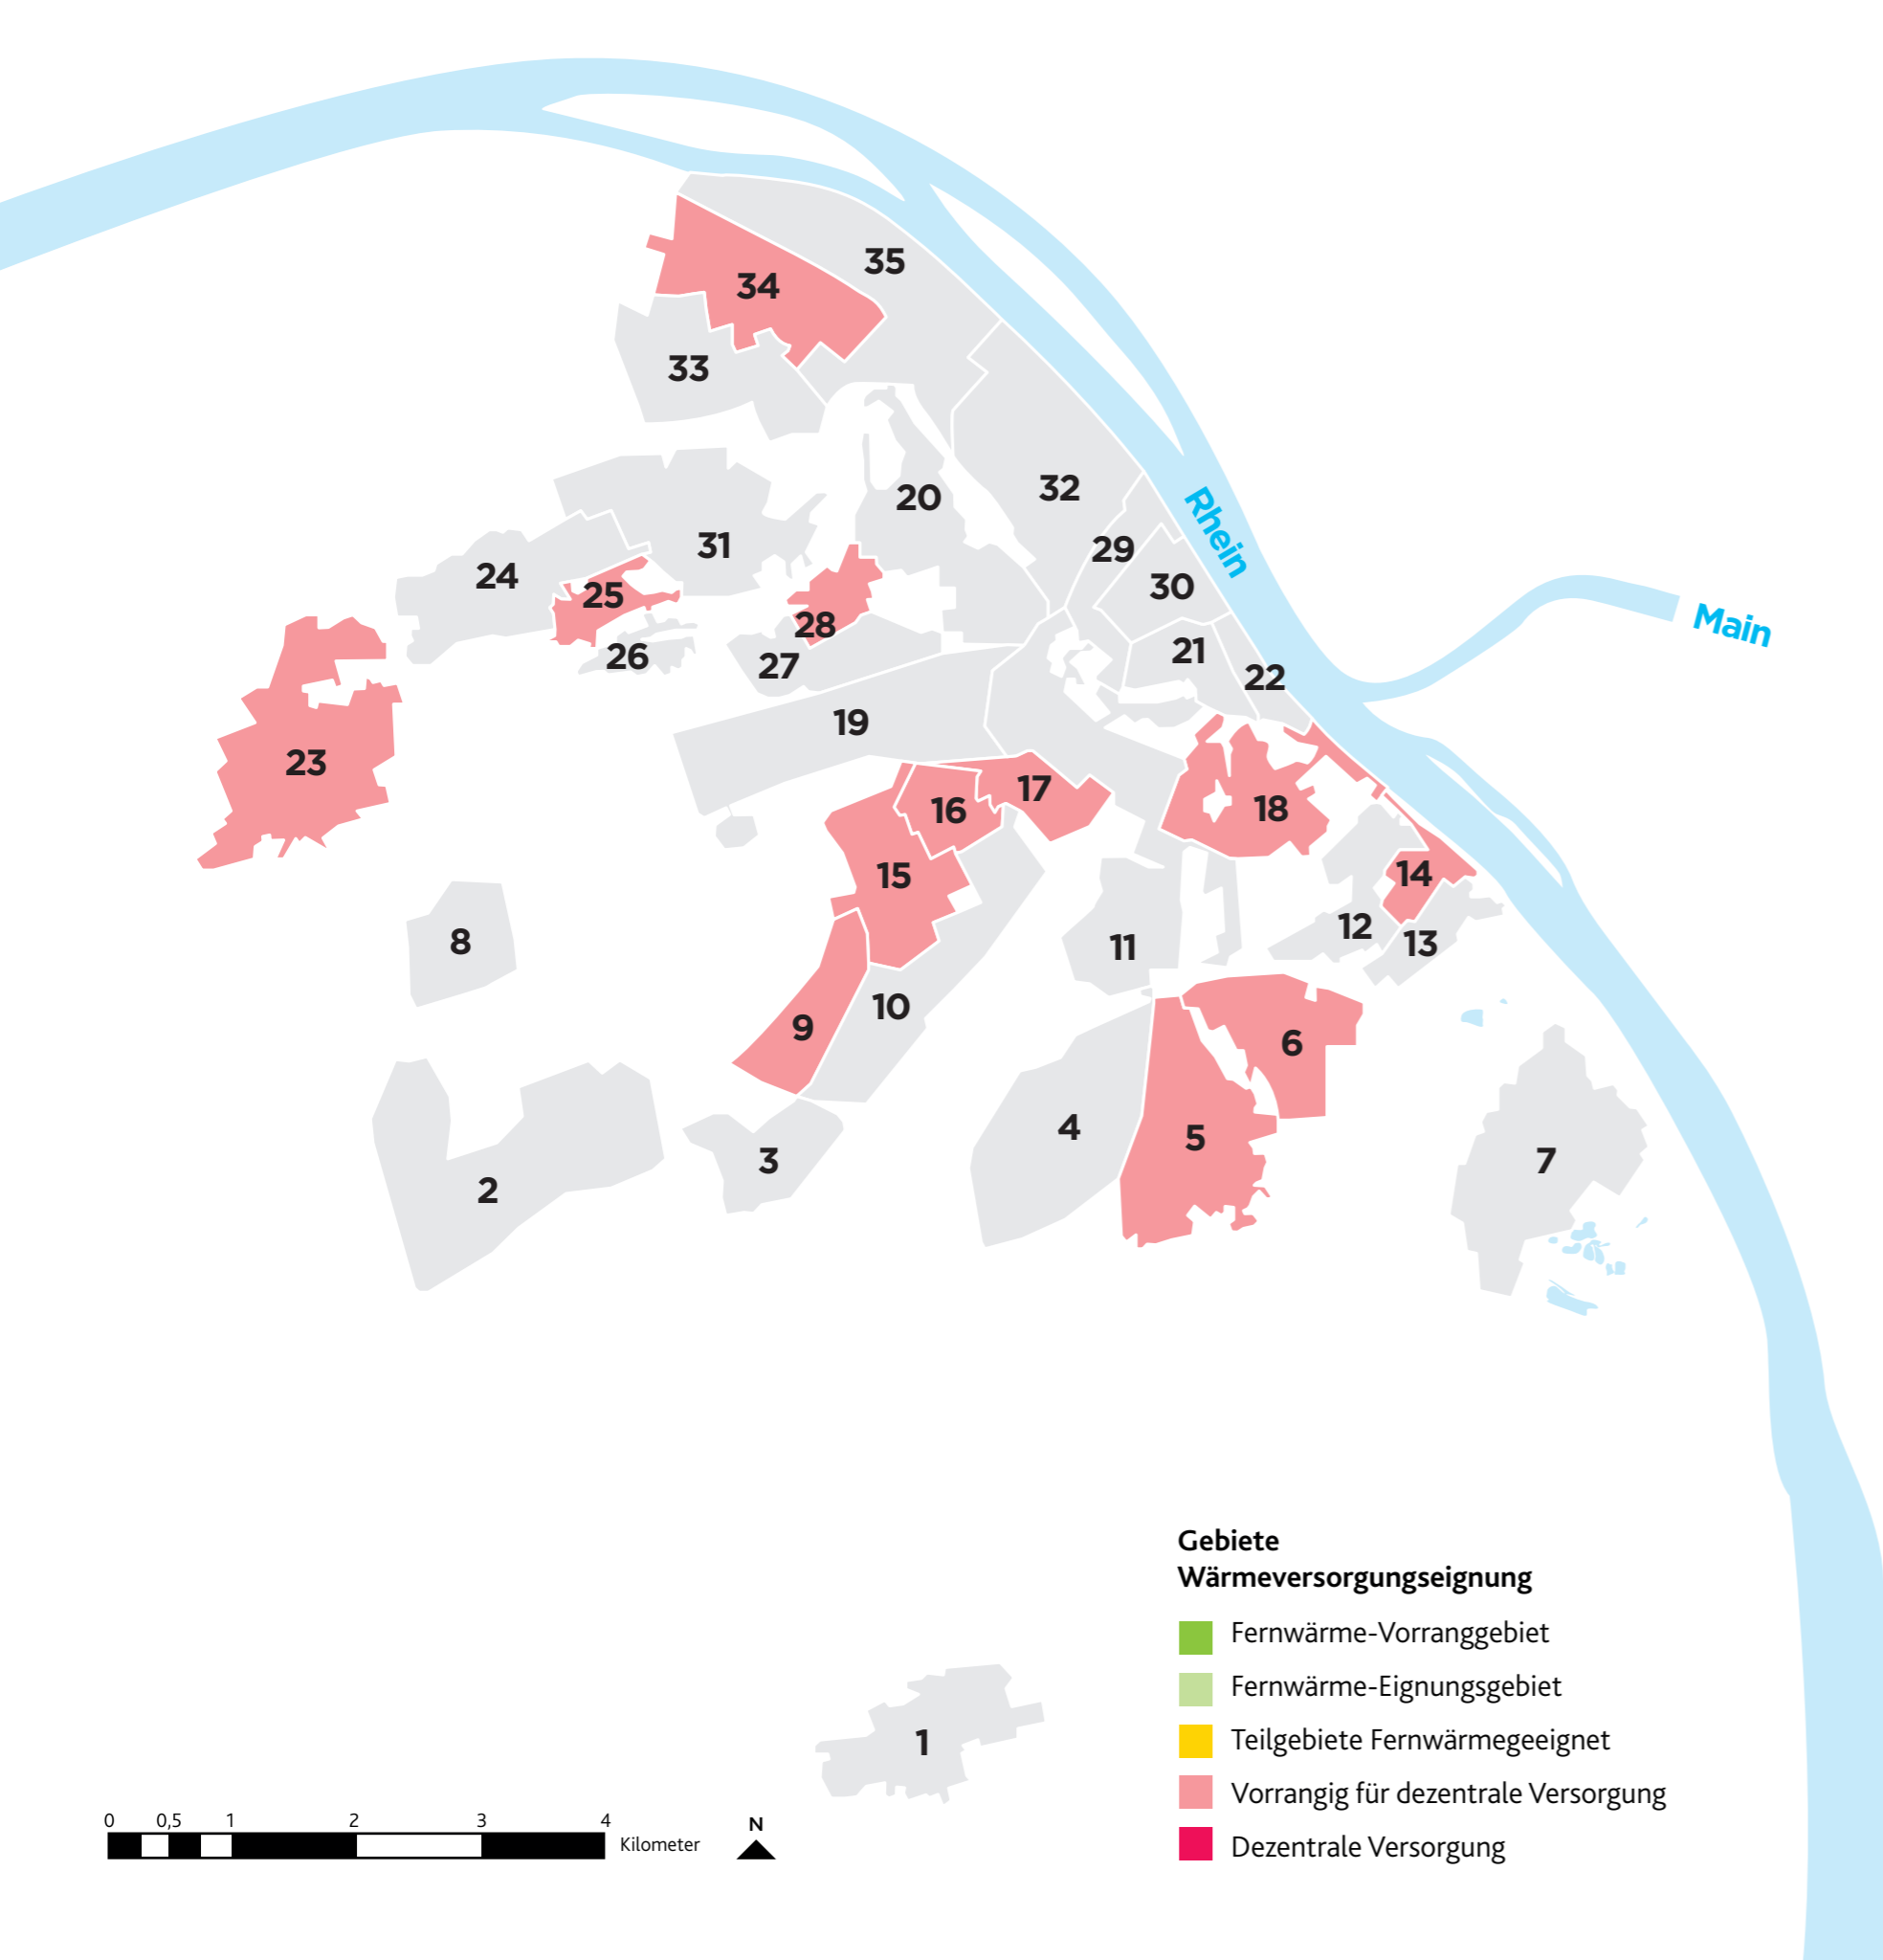 35
34
33
32
20
31
29
24
30
25
28
21
26
27
22
19
23
17
18
16
15
14
12
8
13
11
10
9
6
4
5
3
7
2
1
Rhein
Main
Gebiete
Wärmeversorgungseignung
Fernwärme-Vorranggebiet
Fernwärme-Eignungsgebiet
Teilgebiete Fernwärmegeeignet
Vorrangig für dezentrale Versorgung
Dezentrale Versorgung
0 0,5 1 2 3 4
Kilometer
N